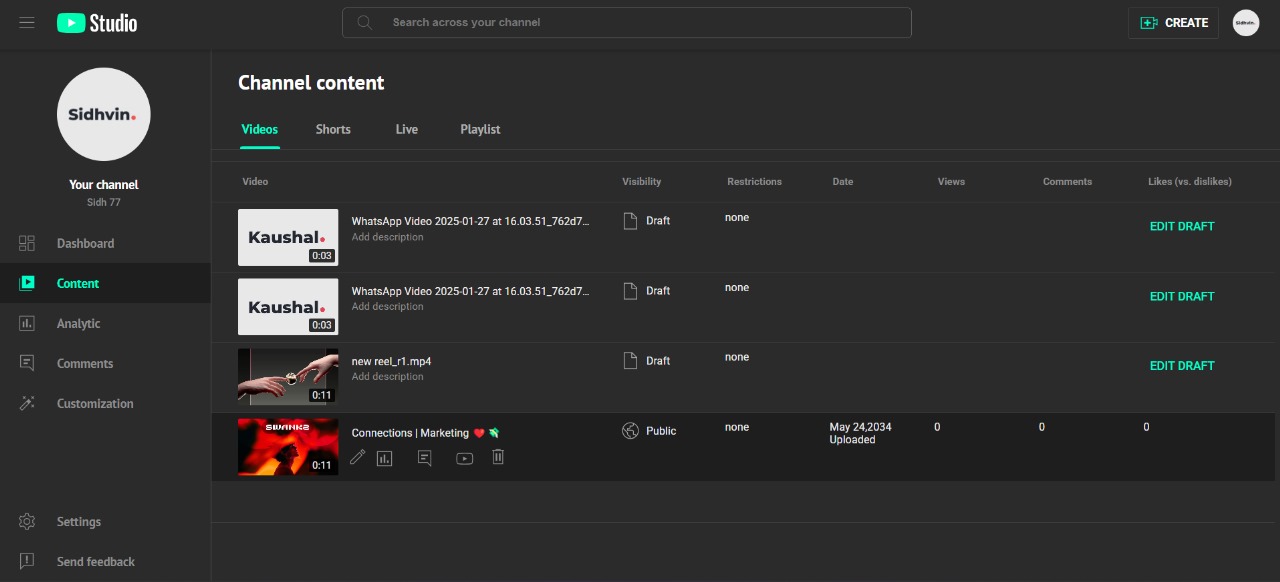 Studio
Search across your channel
CREATE
Sidhvin.
Sidhvin.
Your channel
Sidh 77
Dashboard
Content
Analytic
Comments
Customization
Settings
Send feedback
Channel content
Videos Shorts Live Playlist
Video Visibility Restrictions Date Views Comments Likes (vs. dislikes)
Kaushal.
0:03
WhatsApp Video 2025-01-27 at 16.03.51_762d7...
Add description
Draft
none
EDIT DRAFT
Kaushal.
0:03
WhatsApp Video 2025-01-27 at 16.03.51_762d7...
Add description
Draft
none
EDIT DRAFT
0:11
new reel_r1.mp4
Add description
Draft
none
EDIT DRAFT
SWANKS
0:11
Connections | Marketing ❤️ 💸
Public
none
May 24,2034
Uploaded
0
0
0